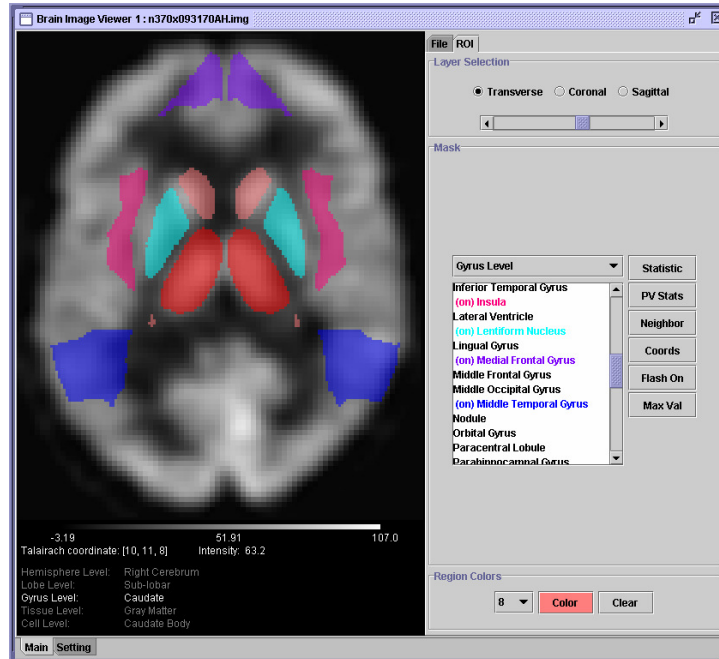 Brain Image Viewer 1 : n370x093170AH.img
File ROI
Layer Selection
Transverse Coronal Sagittal
Mask
Gyrus Level
Statistic
Inferior Temporal Gyrus
(on) Insula
PV Stats
Lateral Ventricle
Neighbor
(on) Lentiform Nucleus
Lingual Gyrus
Coords
(on) Medial Frontal Gyrus
Middle Frontal Gyrus
Flash On
Middle Occipital Gyrus
(on) Middle Temporal Gyrus
Max Val
Nodule
Orbital Gyrus
Paracentral Lobule
Parahippocampal Gyrus
-3.19 51.91 107.0
Talairach coordinate: [10, 11, 8] Intensity: 63.2
Hemisphere Level: Right Cerebrum
Lobe Level: Sub-lobar
Gyrus Level: Caudate
Tissue Level: Gray Matter
Cell Level: Caudate Body
Region Colors
8 Color Clear
Main Setting